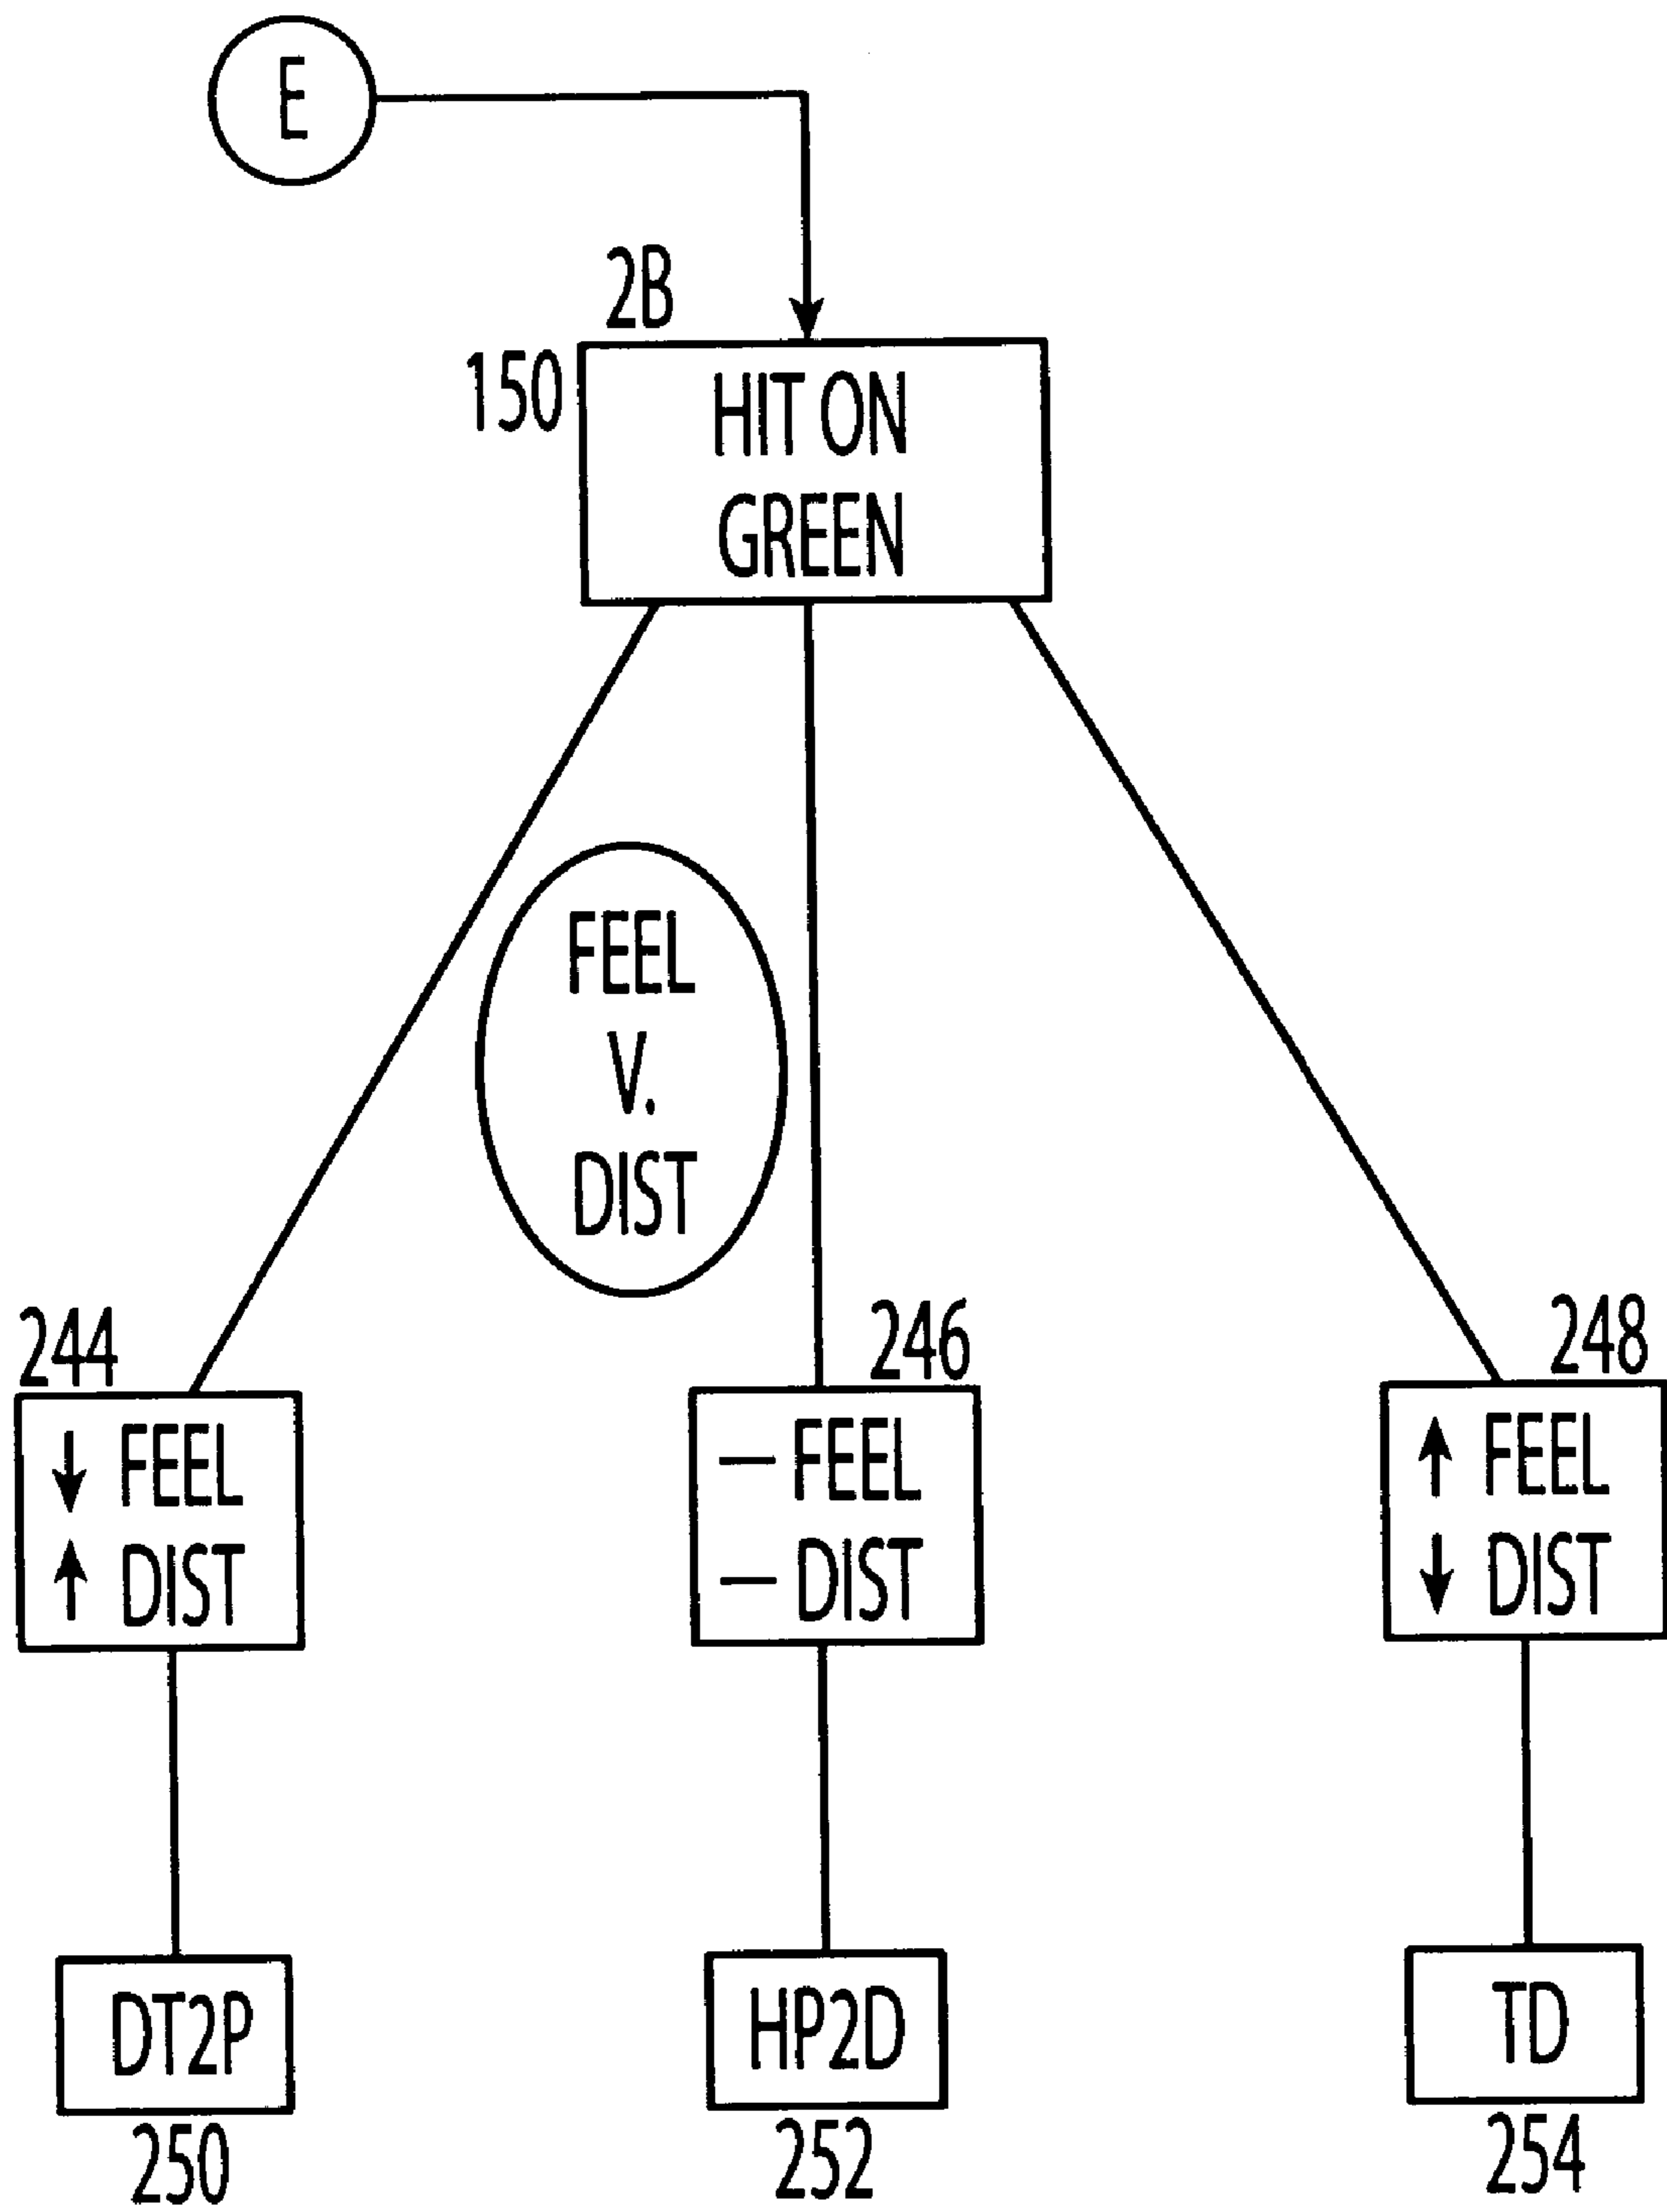 E
2B
150
HIT ON
GREEN
FEEL
V.
DIST
244
↓ FEEL
↑ DIST
246
— FEEL
— DIST
248
↑ FEEL
↓ DIST
DT2P
250
HP2D
252
TD
254